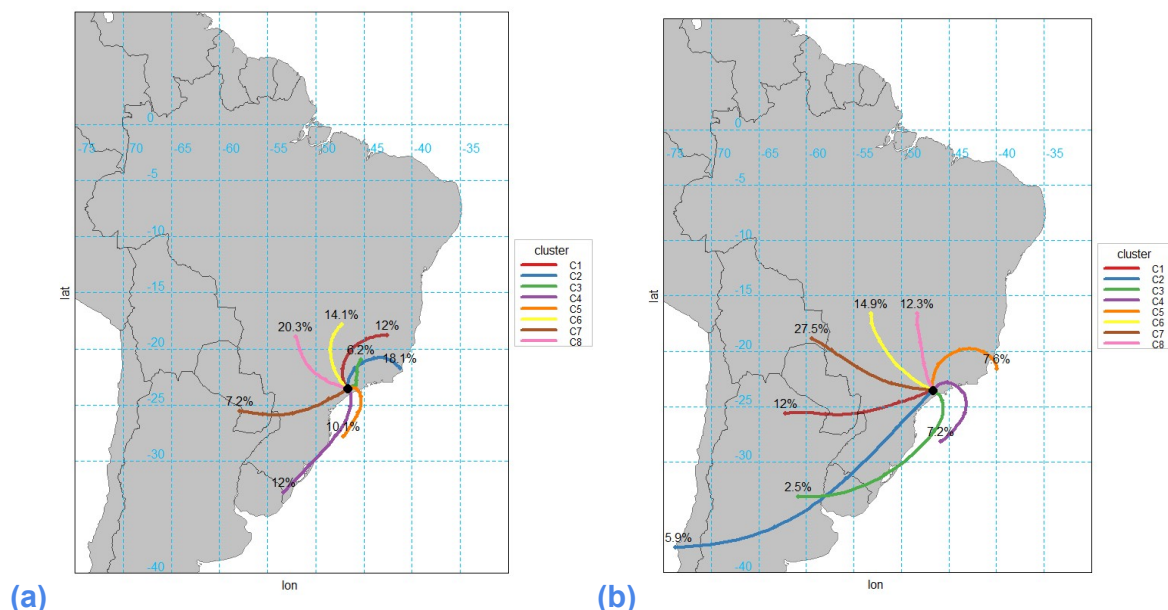 0
-75 -65 -60 -55 -50 -45 -40 -35
-5
-10
-15
20.3% 14.1% 12%
6.2% 18.1%
-20
7.2%
-25
10.1%
-30
12%
-40
lat
lon
cluster
C1
C2
C3
C4
C5
C6
C7
C8
(a)
0
-75 -65 -60 -55 -50 -45 -40 -35
-5
-10
-15
27.5% 14.9% 12.3%
7.6%
-20
12%
-25
7.2%
-30
2.5%
5.9%
-40
lat
lon
cluster
C1
C2
C3
C4
C5
C6
C7
C8
(b)